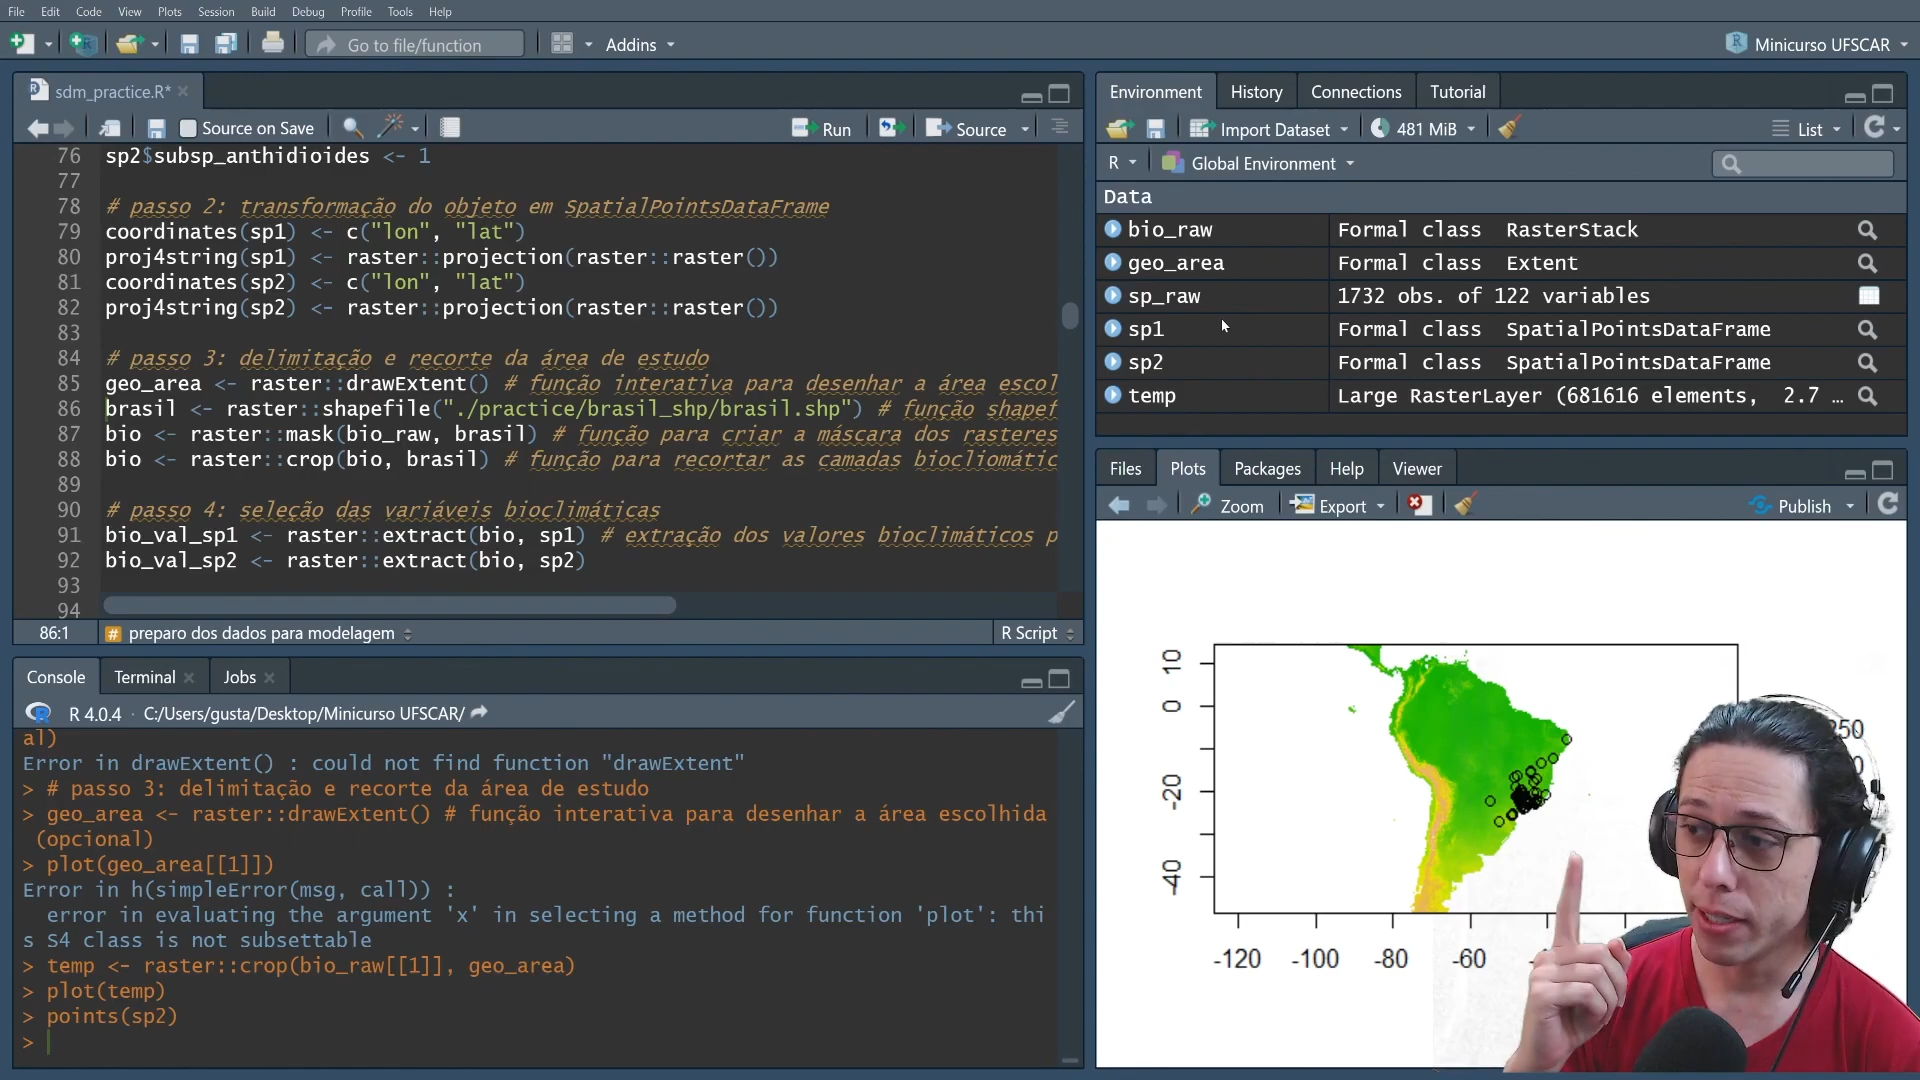 File Edit Code View Plots Session Build Debug Profile Tools Help
Go to file/function Addins Minicurso UFSCAR
sdm_practice.R*
Source on Save Run Source
76 sp2$subsp_anthidioides <- 1
77
78 # passo 2: transformação do objeto em SpatialPointsDataFrame
79 coordinates(sp1) <- c("lon", "lat")
80 proj4string(sp1) <- raster::projection(raster::raster())
81 coordinates(sp2) <- c("lon", "lat")
82 proj4string(sp2) <- raster::projection(raster::raster())
83
84 # passo 3: delimitação e recorte da área de estudo
85 geo_area <- raster::drawExtent() # função interativa para desenhar a área escol
86 brasil <- raster::shapefile("./practice/brasil_shp/brasil.shp") # função shapef
87 bio <- raster::mask(bio_raw, brasil) # função para criar a máscara dos rasteres
88 bio <- raster::crop(bio, brasil) # função para recortar as camadas biocliomátic
89
90 # passo 4: seleção das variáveis bioclimáticas
91 bio_val_sp1 <- raster::extract(bio, sp1) # extração dos valores bioclimáticos p
92 bio_val_sp2 <- raster::extract(bio, sp2)
93
94
86:1 # preparo dos dados para modelagem R Script
Console Terminal Jobs
R 4.0.4 · C:/Users/gusta/Desktop/Minicurso UFSCAR/
al)
Error in drawExtent() : could not find function "drawExtent"
> # passo 3: delimitação e recorte da área de estudo
> geo_area <- raster::drawExtent() # função interativa para desenhar a área escolhida
(opcional)
> plot(geo_area[[1]])
Error in h(simpleError(msg, call)) :
error in evaluating the argument 'x' in selecting a method for function 'plot': thi
s S4 class is not subsettable
> temp <- raster::crop(bio_raw[[1]], geo_area)
> plot(temp)
> points(sp2)
>
Environment History Connections Tutorial
Import Dataset 481 MiB List
R Global Environment
Data
bio_raw Formal class RasterStack
geo_area Formal class Extent
sp_raw 1732 obs. of 122 variables
sp1 Formal class SpatialPointsDataFrame
sp2 Formal class SpatialPointsDataFrame
temp Large RasterLayer (681616 elements, 2.7 …
Files Plots Packages Help Viewer
Zoom Export Publish
10
0
-20
-40
-120 -100 -80 -60